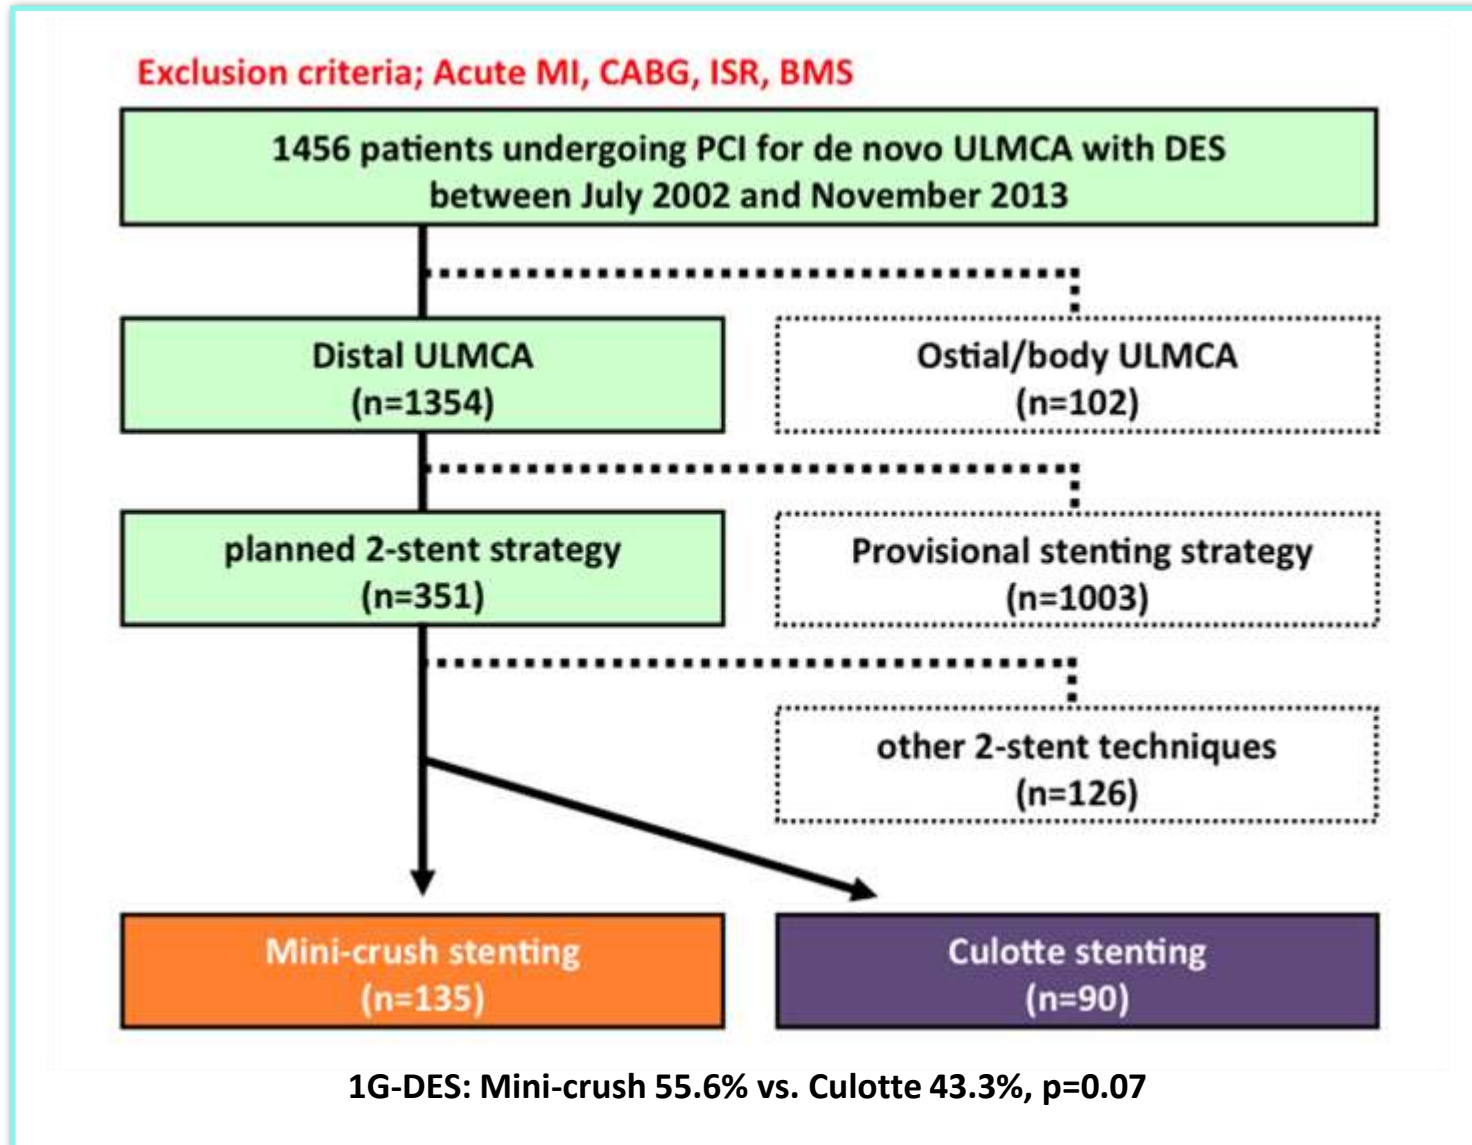 Exclusion criteria; Acute MI, CABG, ISR, BMS
1456 patients undergoing PCI for de novo ULMCA with DES
between July 2002 and November 2013
Distal ULMCA
(n=1354)
Ostial/body ULMCA
(n=102)
planned 2-stent strategy
(n=351)
Provisional stenting strategy
(n=1003)
other 2-stent techniques
(n=126)
Mini-crush stenting
(n=135)
Culotte stenting
(n=90)
1G-DES: Mini-crush 55.6% vs. Culotte 43.3%, p=0.07